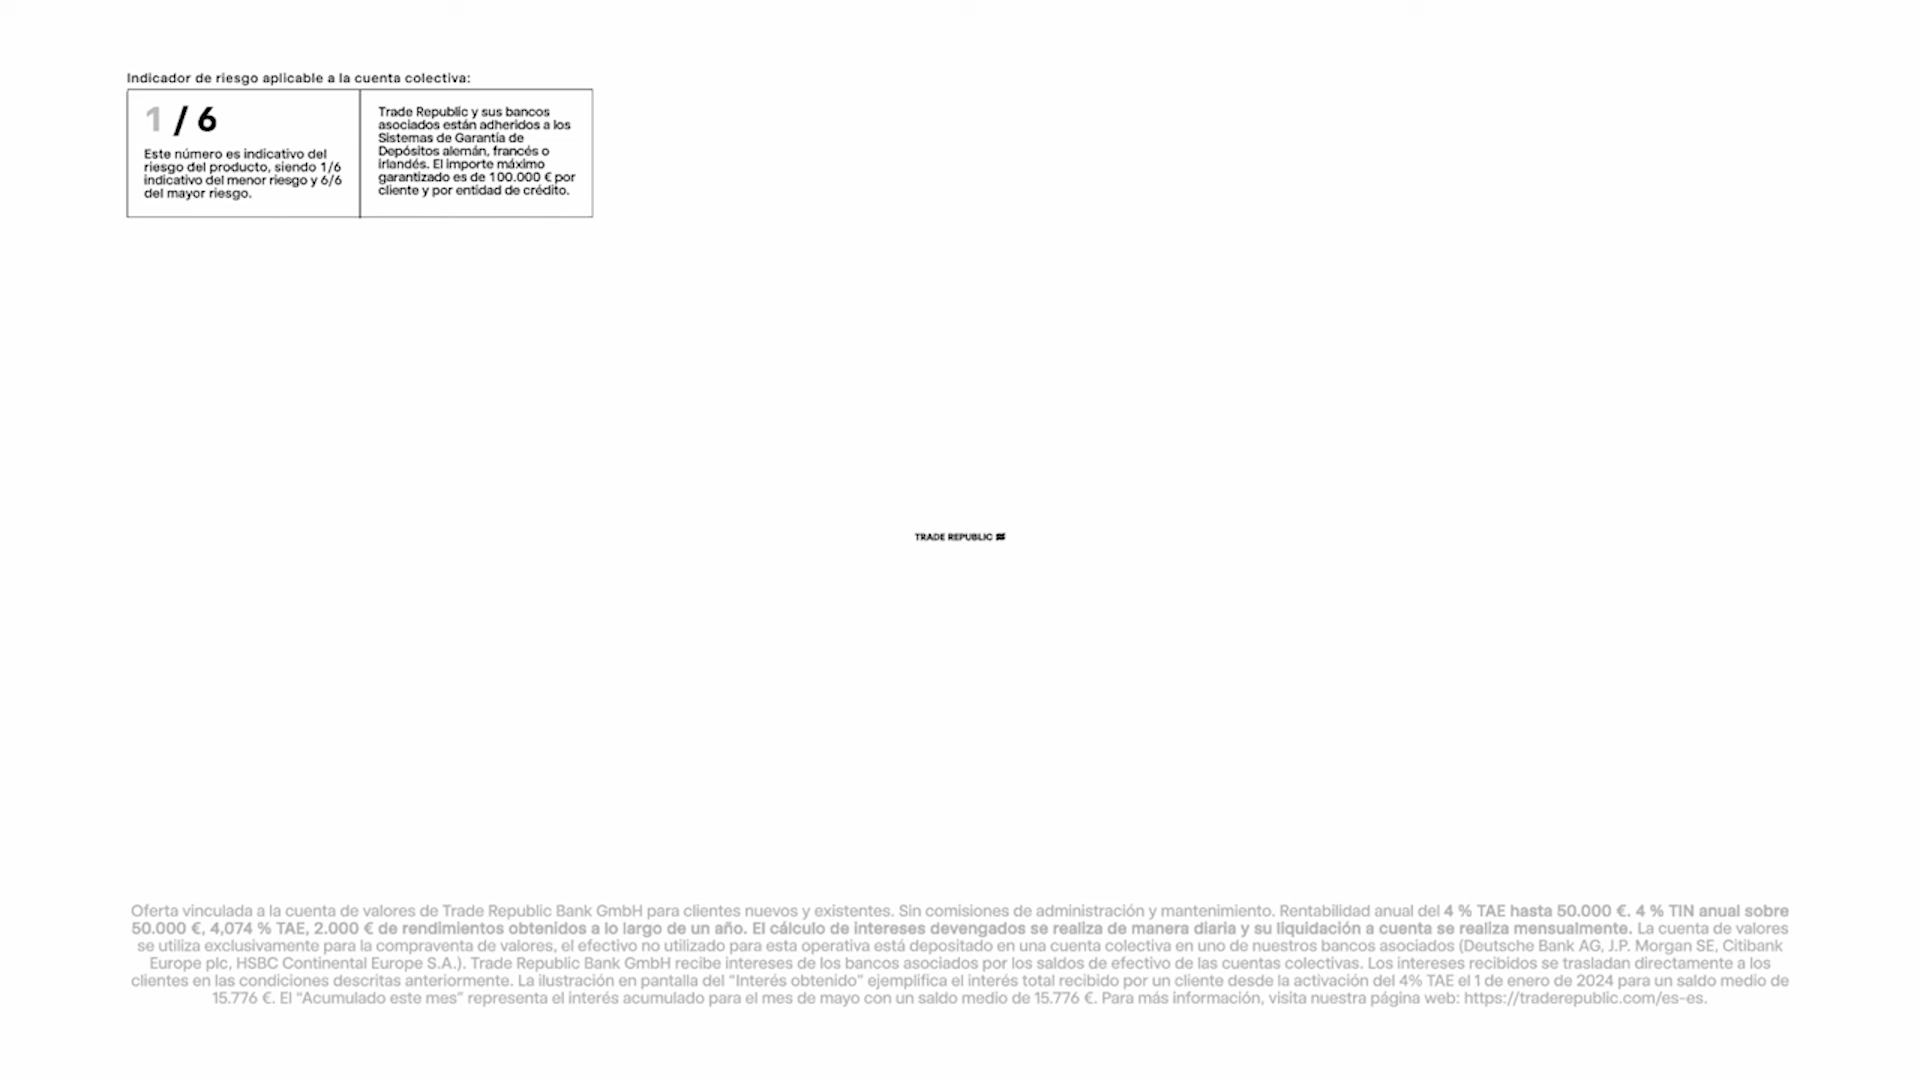 Indicador de riesgo aplicable a la cuenta colectiva:
1 / 6
Este número es indicativo del
riesgo del producto, siendo 1/6
indicativo del menor riesgo y 6/6
del mayor riesgo.
Trade Republic y sus bancos
asociados están adheridos a los
Sistemas de Garantía de
Depósitos alemán, francés o
irlandés. El importe máximo
garantizado es de 100.000 € por
cliente y por entidad de crédito.
TRADE REPUBLIC
Oferta vinculada a la cuenta de valores de Trade Republic Bank GmbH para clientes nuevos y existentes. Sin comisiones de administración y mantenimiento. Rentabilidad anual del 4 % TAE hasta 50.000 €. 4 % TIN anual sobre
50.000 €, 4,074 % TAE, 2.000 € de rendimientos obtenidos a lo largo de un año. El cálculo de intereses devengados se realiza de manera diaria y su liquidación a cuenta se realiza mensualmente. La cuenta de valores
se utiliza exclusivamente para la compraventa de valores, el efectivo no utilizado para esta operativa está depositado en una cuenta colectiva en uno de nuestros bancos asociados (Deutsche Bank AG, J.P. Morgan SE, Citibank
Europe plc, HSBC Continental Europe S.A.). Trade Republic Bank GmbH recibe intereses de los bancos asociados por los saldos de efectivo de las cuentas colectivas. Los intereses recibidos se trasladan directamente a los
clientes en las condiciones descritas anteriormente. La ilustración en pantalla del “Interés obtenido” ejemplifica el interés total recibido por un cliente desde la activación del 4% TAE el 1 de enero de 2024 para un saldo medio de
15.776 €. El “Acumulado este mes” representa el interés acumulado para el mes de mayo con un saldo medio de 15.776 €. Para más información, visita nuestra página web: https://traderepublic.com/es-es.